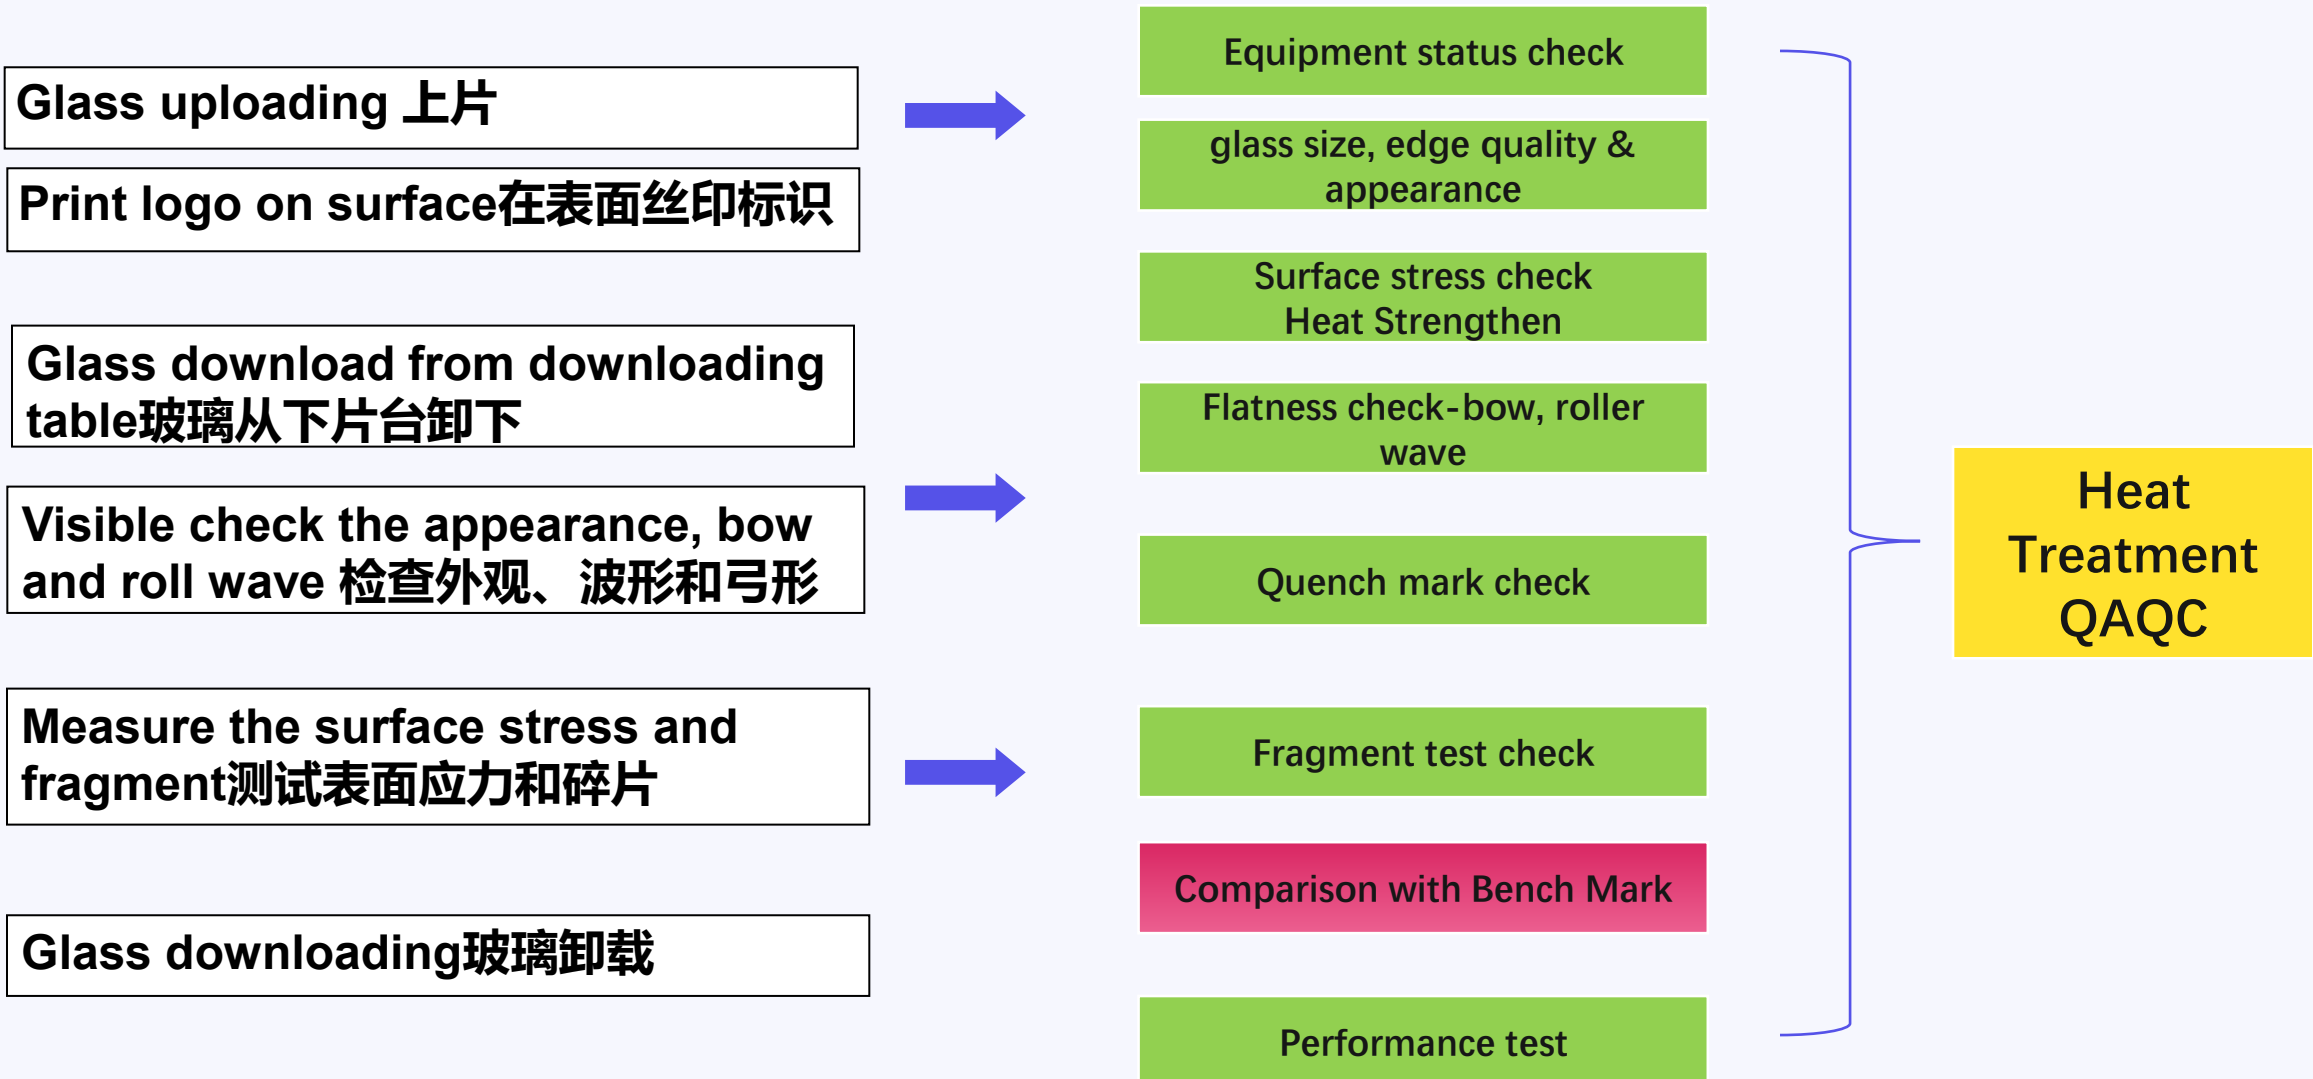 Glass uploading 上片
Print logo on surface在表面丝印标识
Glass download from downloading
table玻璃从下片台卸下
Visible check the appearance, bow
and roll wave 检查外观、波形和弓形
Measure the surface stress and
fragment测试表面应力和碎片
Glass downloading玻璃卸载
Equipment status check
glass size, edge quality &
appearance
Surface stress check
Heat Strengthen
Flatness check-bow, roller
wave
Quench mark check
Fragment test check
Comparison with Bench Mark
Performance test
Heat
Treatment
QAQC